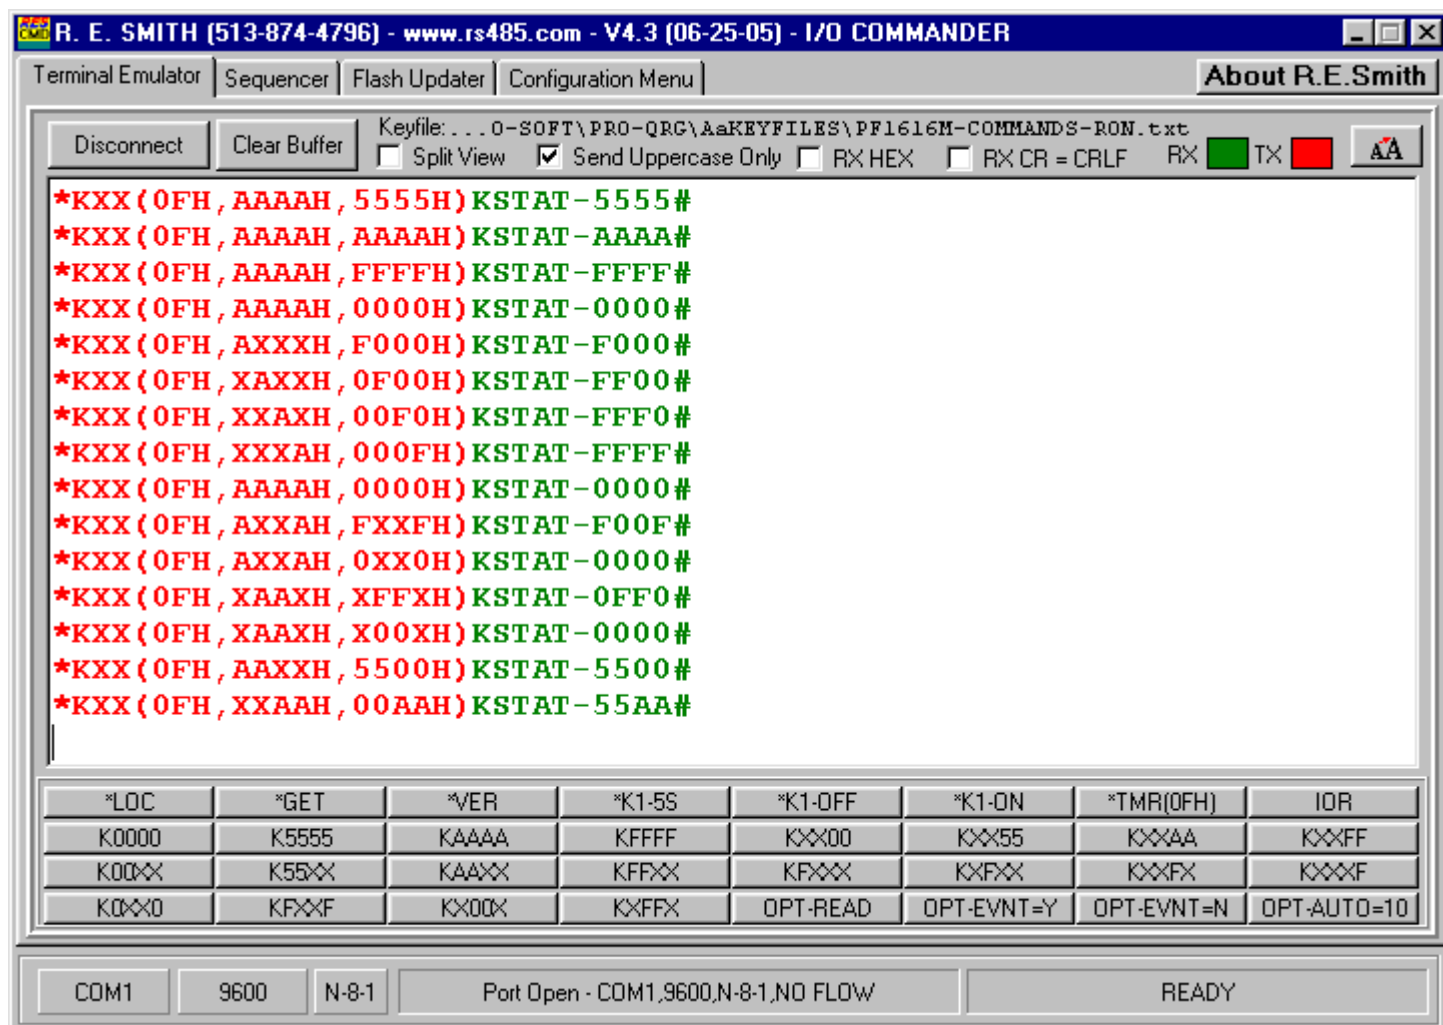 R. E. SMITH (513-874-4796) - www.rs485.com - V4.3 (06-25-05) - I/O COMMANDER
Terminal Emulator Sequencer Flash Updater Configuration Menu About R.E.Smith
Disconnect Clear Buffer Keyfile:...O-SOFT\PRO-QRG\AaKEYFILES\PF1616M-COMMANDS-RON.txt
Split View Send Uppercase Only RX HEX RX CR = CRLF RX TX AA
*KXX(0FH,AAAAH,5555H)KSTAT-5555#
*KXX(0FH,AAAAH,AAAAH)KSTAT-AAAA#
*KXX(0FH,AAAAH,FFFFH)KSTAT-FFFF#
*KXX(0FH,AAAAH,0000H)KSTAT-0000#
*KXX(0FH,AXXXH,F000H)KSTAT-F000#
*KXX(0FH,XAXXH,0F00H)KSTAT-FF00#
*KXX(0FH,XXAXH,00F0H)KSTAT-FFF0#
*KXX(0FH,XXXAH,000FH)KSTAT-FFFF#
*KXX(0FH,AAAAH,0000H)KSTAT-0000#
*KXX(0FH,AXXAH,FXXFH)KSTAT-F00F#
*KXX(0FH,AXXAH,0XX0H)KSTAT-0000#
*KXX(0FH,XAAXH,XFFXH)KSTAT-0FF0#
*KXX(0FH,XAAXH,X00XH)KSTAT-0000#
*KXX(0FH,AAXXH,5500H)KSTAT-5500#
*KXX(0FH,XXAAH,00AAH)KSTAT-55AA#
*LOC *GET *VER *K1-5S *K1-OFF *K1-ON *TMR(0FH) IOR
K0000 K5555 KAAAA KFFFF KXX00 KXX55 KXXAA KXXFF
K00XX K55XX KAAXX KFFXX KFXXX KXFXX KXXFX KXXXF
K0XX0 KFXXF KX00X KXFFX OPT-READ OPT-EVNT=Y OPT-EVNT=N OPT-AUTO=10
COM1 9600 N-8-1 Port Open - COM1,9600,N-8-1,NO FLOW READY